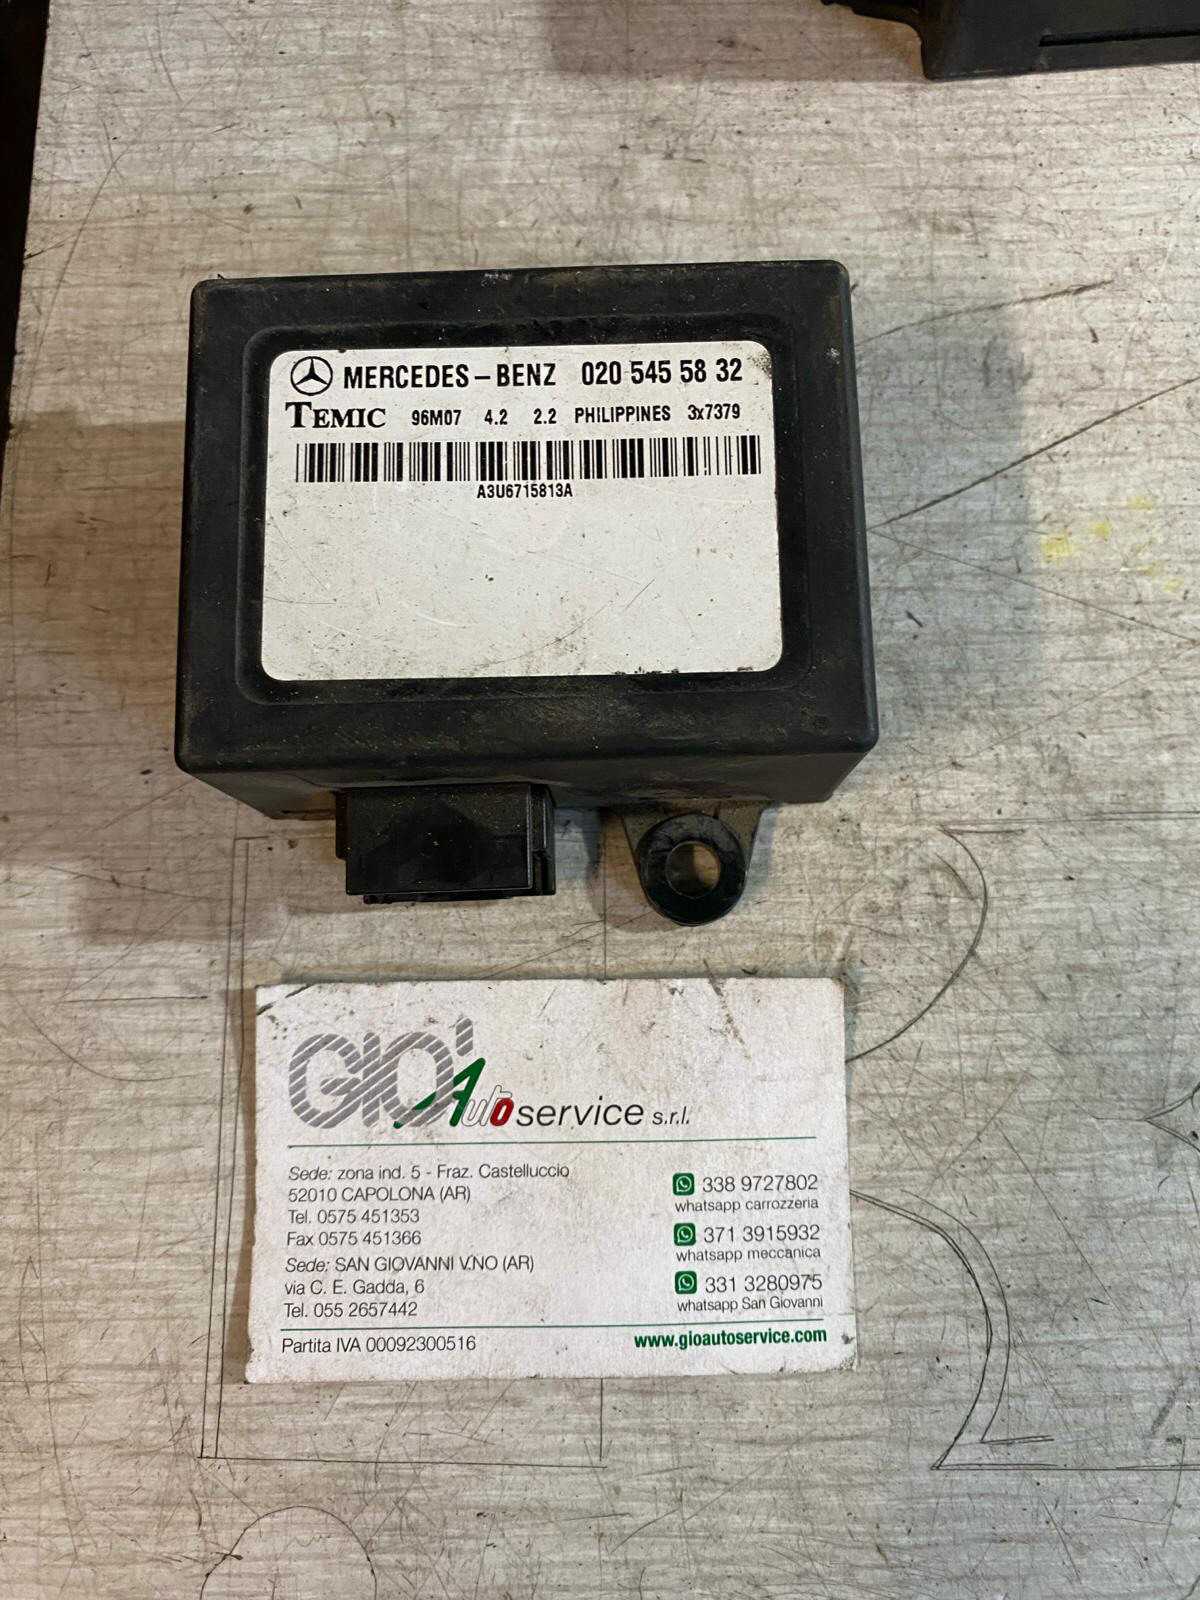 MERCEDES-BENZ 020 545 58 32
TEMIC 96M07 4.2 2.2 PHILIPPINES 3x7379
A3U6715813A
GIO' Auto service s.r.l.
Sede: zona ind. 5 - Fraz. Castelluccio
52010 CAPOLONA (AR)
Tel. 0575 451353
Fax 0575 451366
Sede: SAN GIOVANNI V.NO (AR)
via C. E. Gadda, 6
Tel. 055 2657442
338 9727802
whatsapp carrozzeria
371 3915932
whatsapp meccanica
331 3280975
whatsapp San Giovanni
Partita IVA 00092300516
www.gioautoservice.com